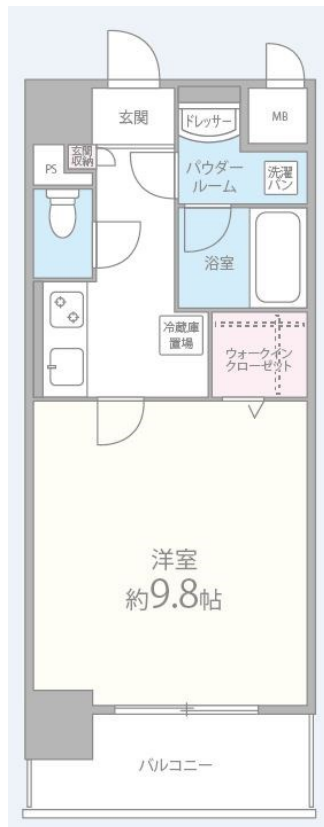 玄関
ドレッサー
MB
PS
玄関
収納
パウダー
ルーム
洗濯
パン
浴室
冷蔵庫
置場
ウォークイン
クローゼット
洋室
約9.8帖
バルコニー